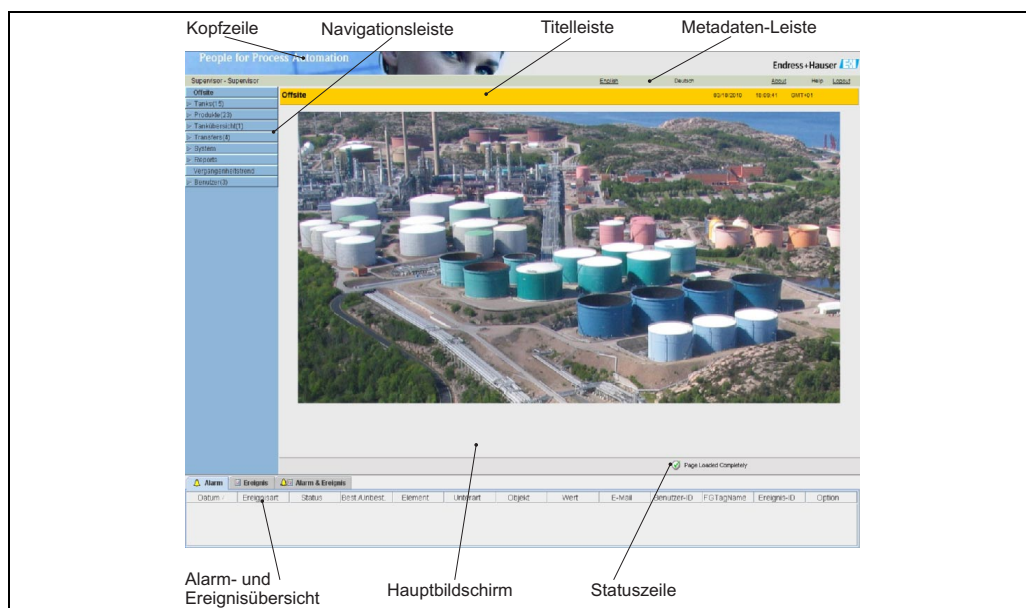 Kopfzeile
Navigationsleiste
Titelleiste
Metadaten-Leiste
People for Process Automation
Endress+Hauser
Supervisor - Supervisor
English
Deutsch
About
Help
Logout
Offsite
Tanks(15)
Produkte(23)
Tankübersicht(1)
Transfers(4)
System
Reports
Vergangenheitstrend
Benutzer(3)
Offsite
GMT+01
Page Loaded Completely
Alarm
Ereignis
Alarm & Ereignis
Datum
Ereignisart
Status
Best./Unbest.
Element
Unterart
Objekt
Wert
E-Mail
Benutzer-ID
FGTagName
Ereignis-ID
Option
Alarm- und
Ereignisübersicht
Hauptbildschirm
Statuszeile